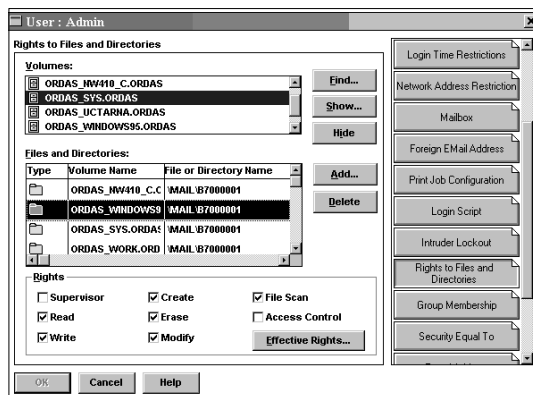 User : Admin
Rights to Files and Directories
Volumes:
ORDAS_NW410_C.ORDAS
ORDAS_SYS.ORDAS
ORDAS_UCTARNA.ORDAS
ORDAS_WINDOWS95.ORDAS
Find...
Show...
Hide
Files and Directories:
Type Volume Name File or Directory Name
ORDAS_NW410_C.C \MAIL\B7000001
ORDAS_WINDOWS9 \MAIL\B7000001
ORDAS_SYS.ORDAS \MAIL\B7000001
ORDAS_WORK.ORD \MAIL\B7000001
Add...
Delete
Rights
Supervisor Create File Scan
Read Erase Access Control
Write Modify Effective Rights...
OK Cancel Help
Login Time Restrictions
Network Address Restriction
Mailbox
Foreign EMail Address
Print Job Configuration
Login Script
Intruder Lockout
Rights to Files and
Directories
Group Membership
Security Equal To